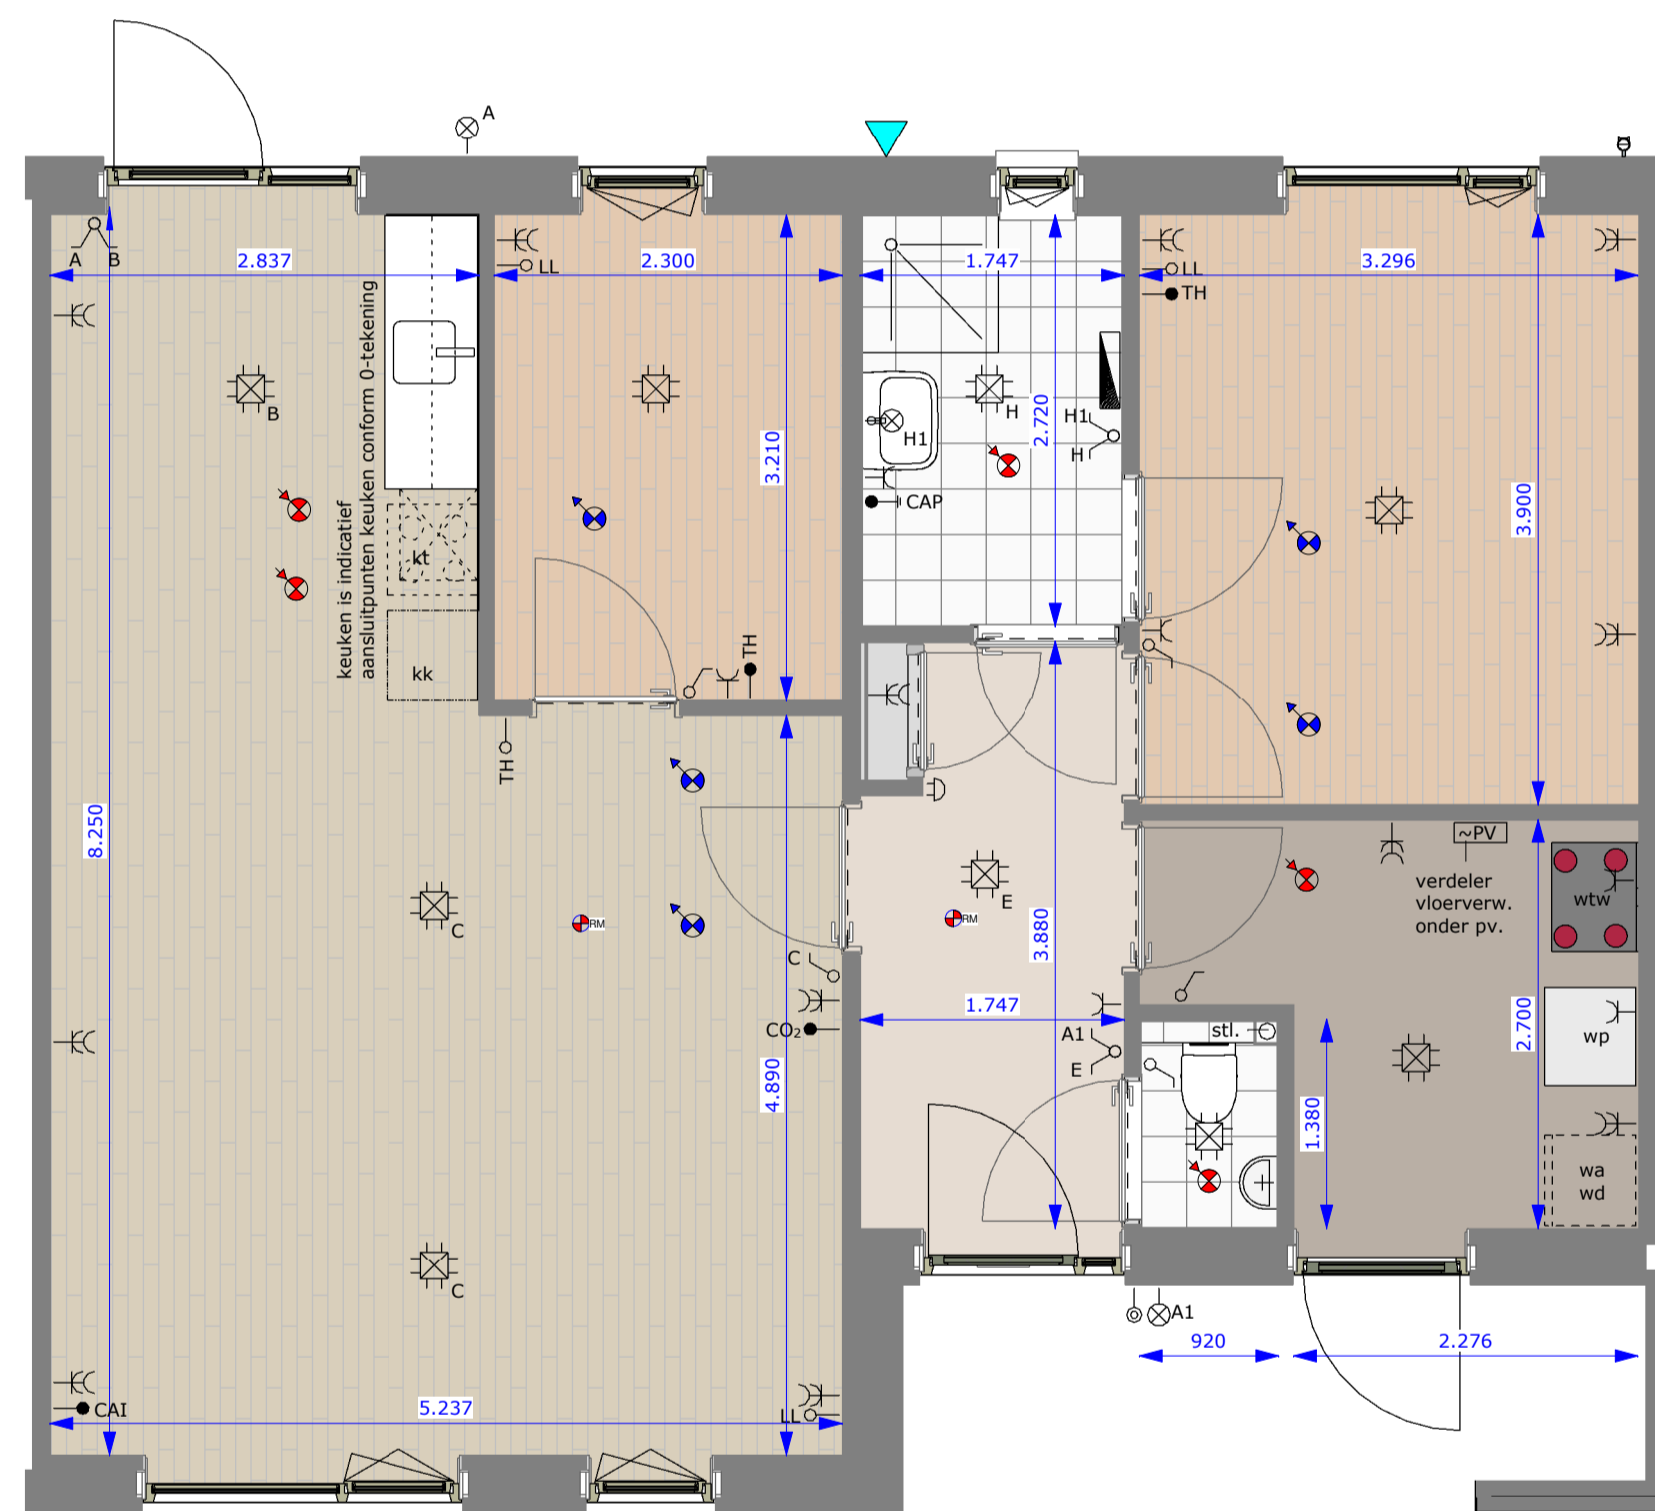 A
A B
2.837
LL
2.300
1.747
LL
TH
3.296
keuken is indicatief
aansluitpunten keuken conform 0-tekening
B
H
H1
H1
H
2.720
3.210
CAP
3.900
kt
kk
TH
TH
8.250
~PV
verdeler
vloerverw.
onder pv.
wtw
C
RM
E
RM
3.880
C
CO₂
1.747
A1
E
stl.
2.700
wp
4.890
1.380
wa
wd
C
A1
920
2.276
CAI
5.237
LL